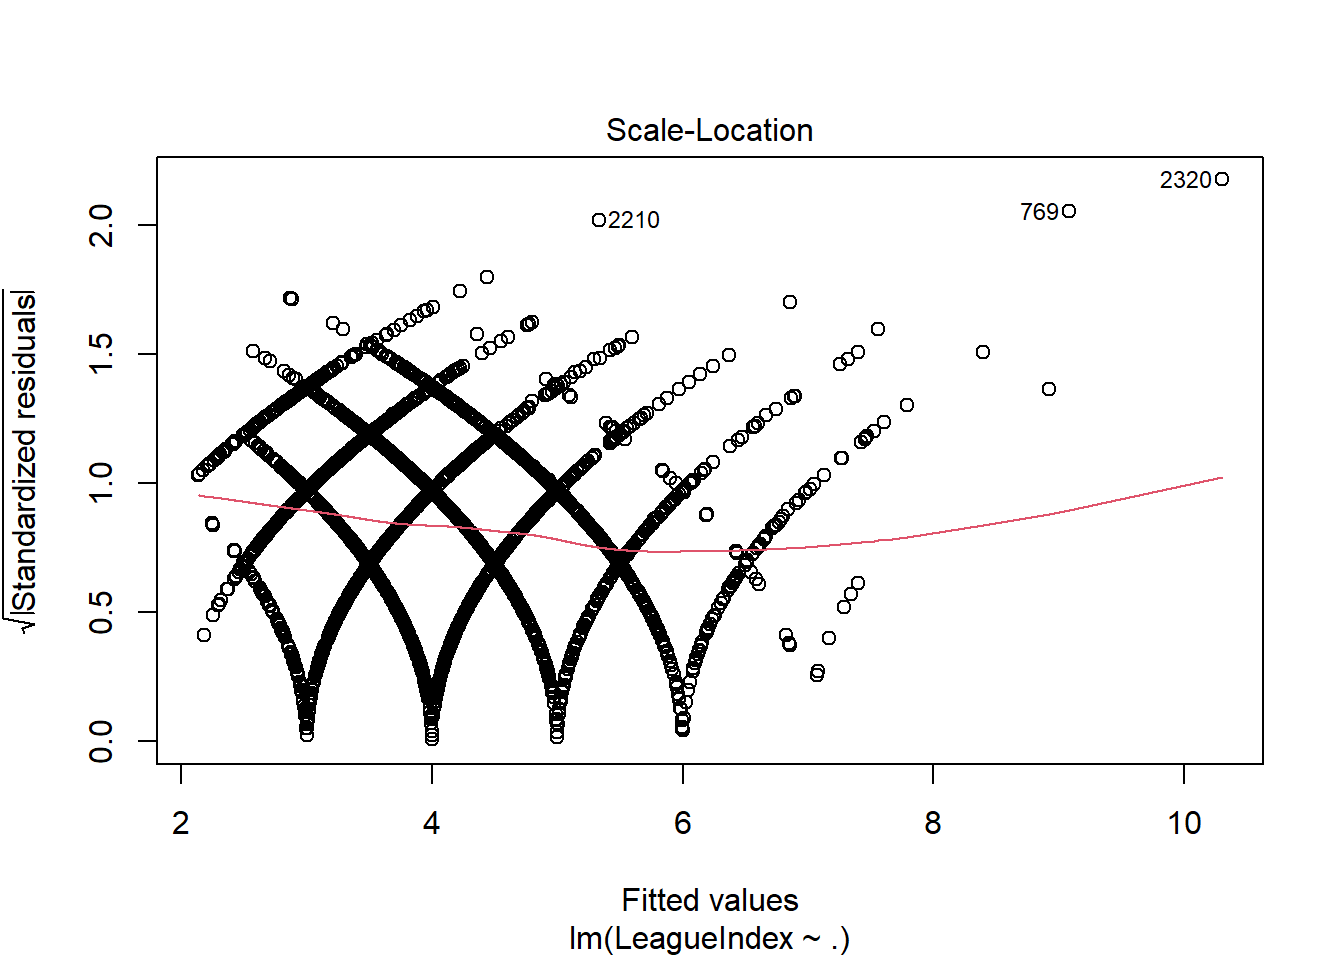 Scale-Location
√|Standardized residuals|
2.0
1.5
1.0
0.5
0.0
2320
769
2210
2 4 6 8 10
Fitted values
lm(LeagueIndex ~ .)